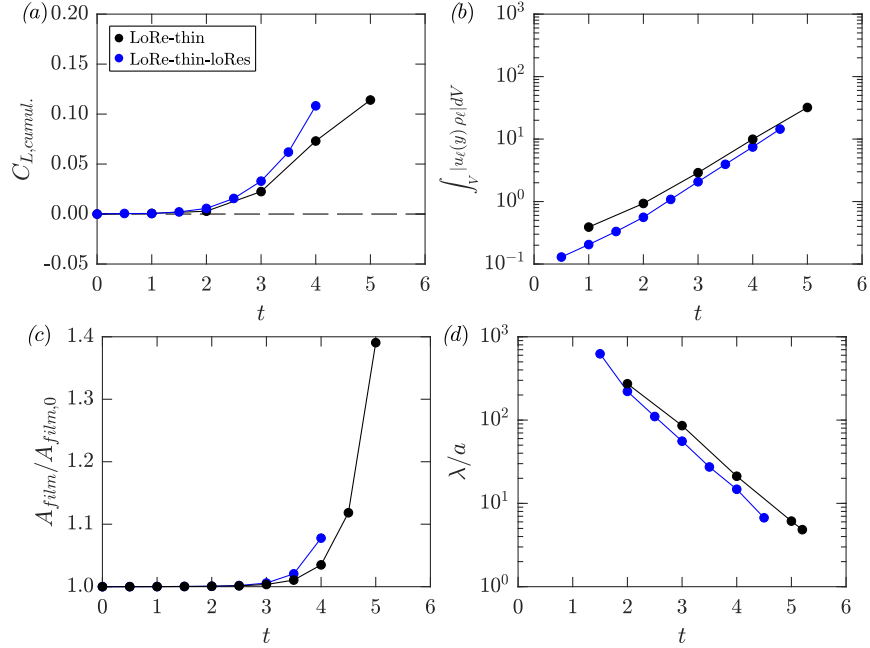 (a)
0.20
0.15
0.10
0.05
0.00
-0.05
C_{L,cumul.}
LoRe-thin
LoRe-thin-loRes
0 1 2 3 4 5 6
t
(b)
10^3
10^2
10^1
10^0
10^{-1}
∫_V |u_ℓ(y) ρ_ℓ|dV
0 1 2 3 4 5 6
t
(c)
1.4
1.3
1.2
1.1
1.0
A_{film}/A_{film,0}
0 1 2 3 4 5 6
t
(d)
10^3
10^2
10^1
10^0
λ/a
0 1 2 3 4 5 6
t